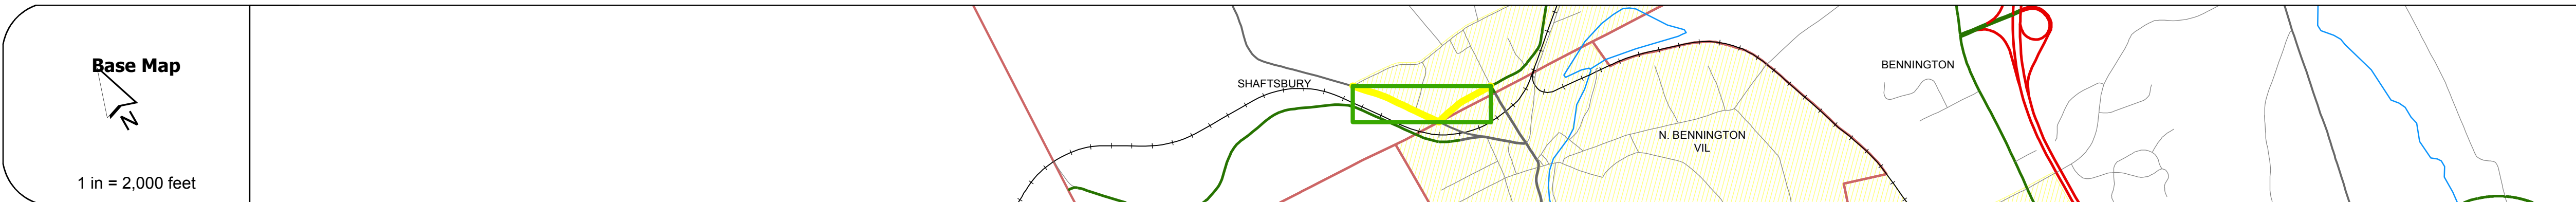 Base Map
N
1 in = 2,000 feet
SHAFTSBURY
N. BENNINGTON
VIL
BENNINGTON